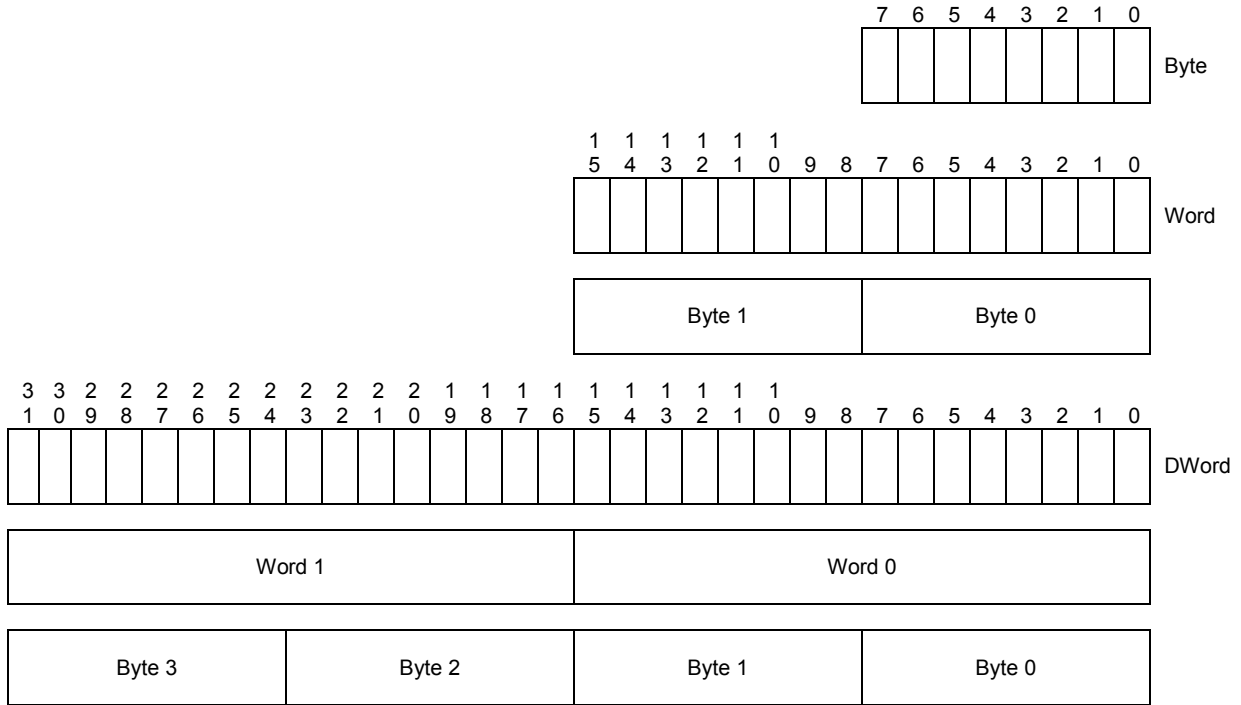 7 6 5 4 3 2 1 0
Byte
1 1 1 1 1 1
5 4 3 2 1 0 9 8 7 6 5 4 3 2 1 0
Word
Byte 1 Byte 0
3 3 2 2 2 2 2 2 2 2 2 2 1 1 1 1 1 1 1 1 1 1
1 0 9 8 7 6 5 4 3 2 1 0 9 8 7 6 5 4 3 2 1 0 9 8 7 6 5 4 3 2 1 0
DWord
Word 1 Word 0
Byte 3 Byte 2 Byte 1 Byte 0